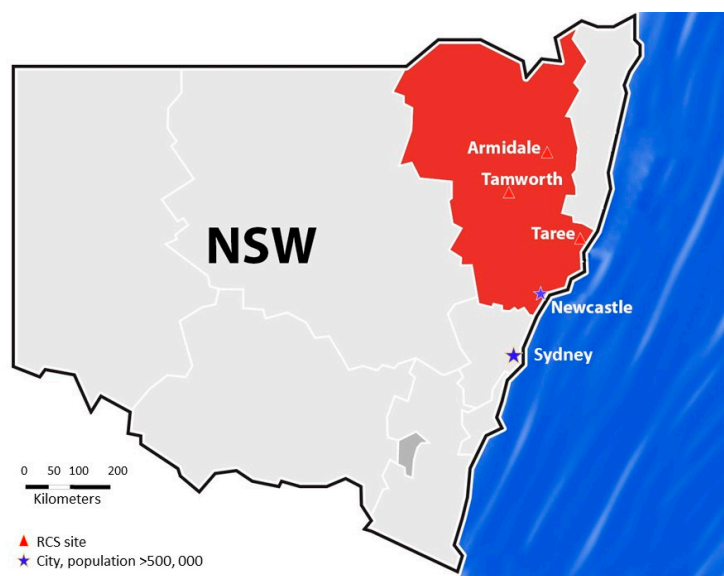 Armidale
Tamworth
Taree
NSW
Newcastle
Sydney
0 50 100 200
Kilometers
RCS site
City, population >500, 000